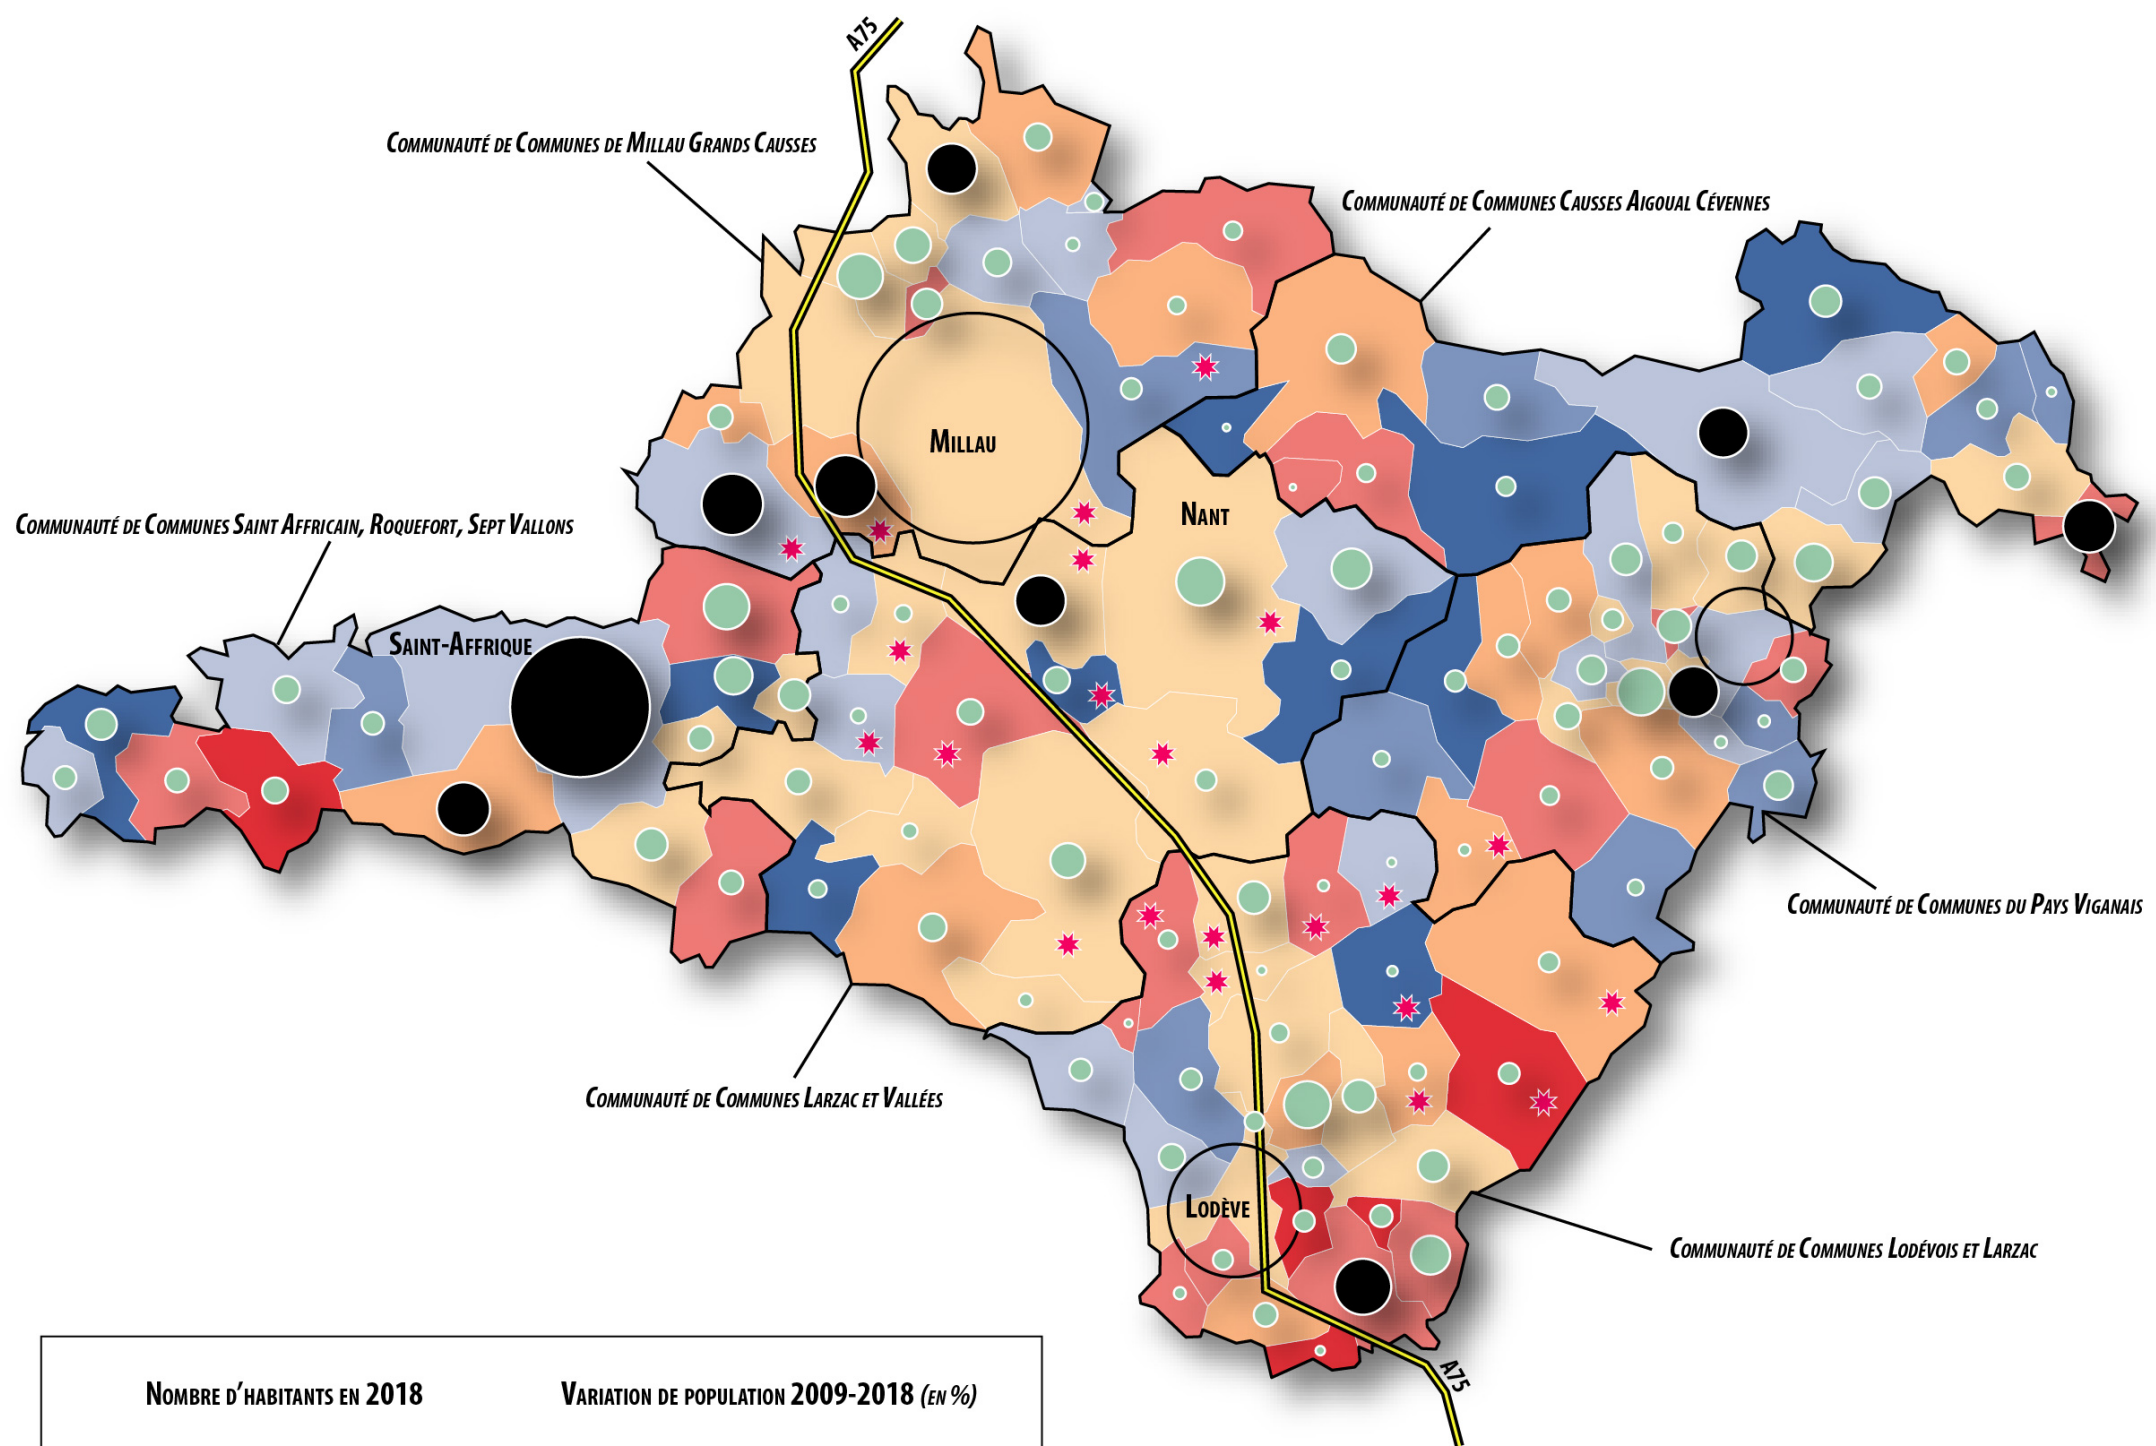 A75
Communauté de Communes de Millau Grands Causses
Communauté de Communes Causses Aigoual Cévennes
Millau
Nant
Communauté de Communes Saint Affricain, Roquefort, Sept Vallons
Saint-Affrique
Communauté de Communes du Pays Viganais
Communauté de Communes Larzac et Vallées
Lodève
Communauté de Communes Lodévois et Larzac
A75
Nombre d'habitants en 2018
Variation de population 2009-2018 (en %)